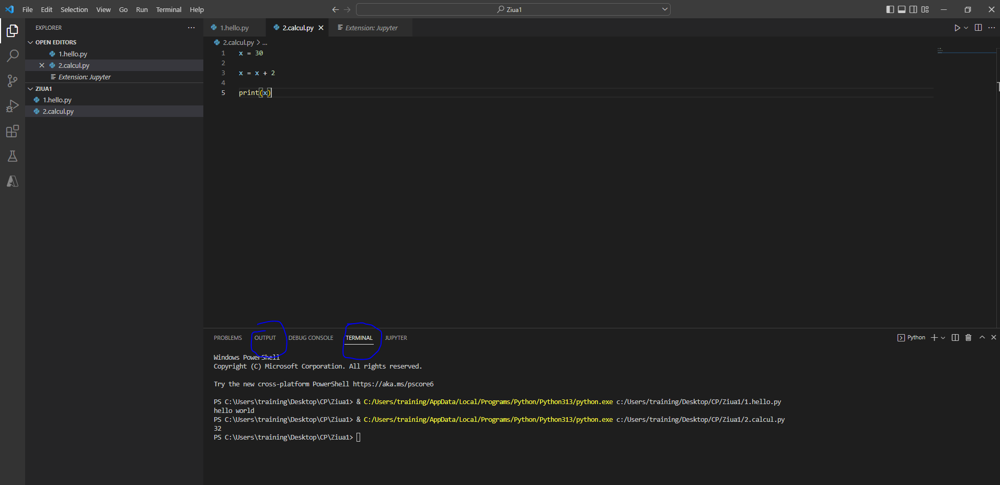 File Edit Selection View Go Run Terminal Help
Ziua1
EXPLORER
OPEN EDITORS
1.hello.py
2.calcul.py
Extension: Jupyter
ZIUA1
1.hello.py
2.calcul.py
1.hello.py 2.calcul.py Extension: Jupyter
2.calcul.py > ...
1 x = 30
2
3 x = x + 2
4
5 print(x)
PROBLEMS OUTPUT DEBUG CONSOLE TERMINAL JUPYTER
Python
Windows PowerShell
Copyright (C) Microsoft Corporation. All rights reserved.
Try the new cross-platform PowerShell https://aka.ms/pscore6
PS C:\Users\training\Desktop\CP\Ziua1> & C:/Users/training/AppData/Local/Programs/Python/Python313/python.exe c:/Users/training/Desktop/CP/Ziua1/1.hello.py
hello world
PS C:\Users\training\Desktop\CP\Ziua1> & C:/Users/training/AppData/Local/Programs/Python/Python313/python.exe c:/Users/training/Desktop/CP/Ziua1/2.calcul.py
32
PS C:\Users\training\Desktop\CP\Ziua1>